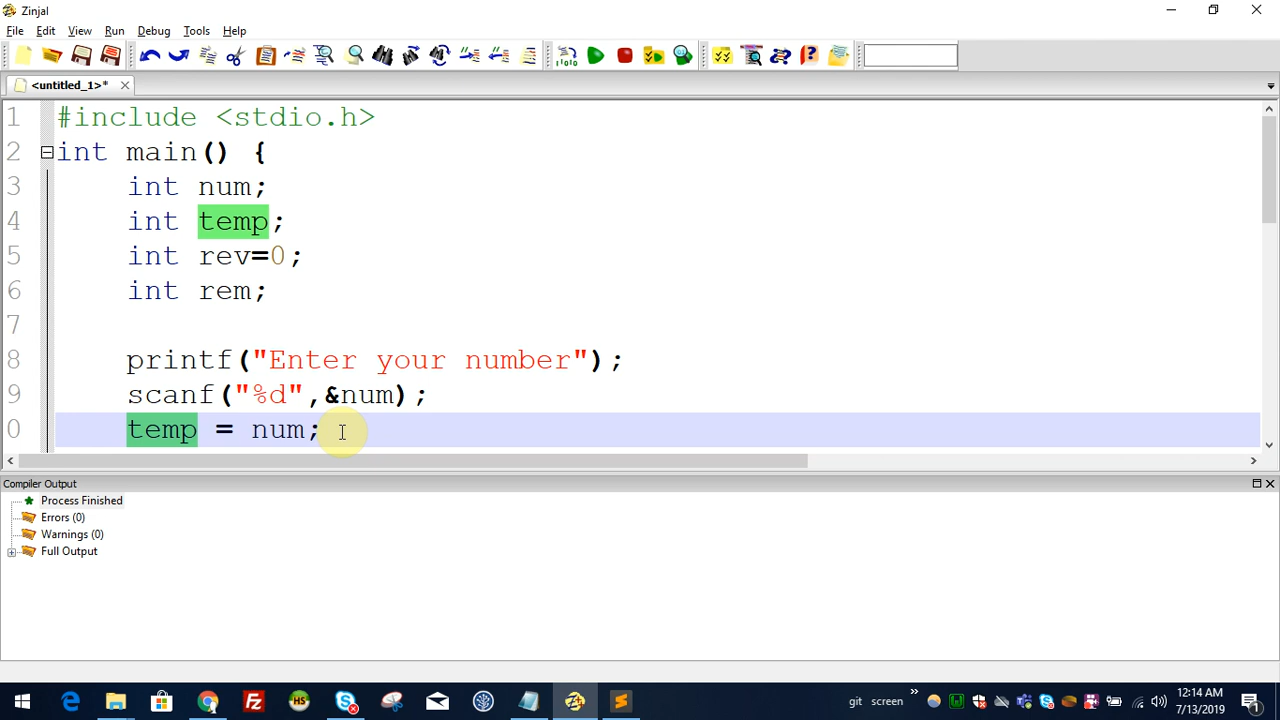 Zinjal
File Edit View Run Debug Tools Help
<untitled_1>*
1 #include <stdio.h>
2 int main() {
3 int num;
4 int temp;
5 int rev=0;
6 int rem;
7
8 printf("Enter your number");
9 scanf("%d",&num);
0 temp = num;
Compiler Output
Process Finished
Errors (0)
Warnings (0)
Full Output
git screen » 12:14 AM
7/13/2019